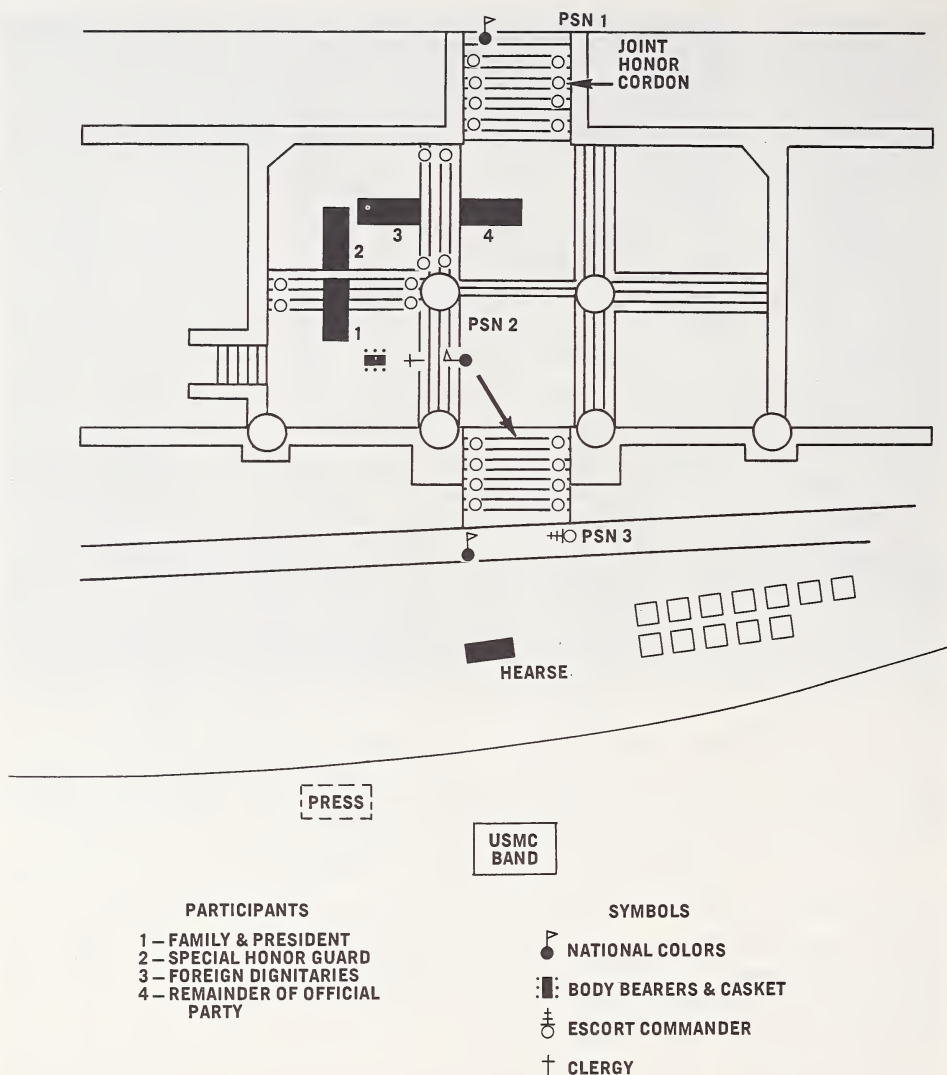 PSN 1
JOINT
HONOR
CORDON
2
3
4
1
PSN 2
PSN 3
HEARSE
PRESS
USMC
BAND
PARTICIPANTS
1 – FAMILY & PRESIDENT
2 – SPECIAL HONOR GUARD
3 – FOREIGN DIGNITARIES
4 – REMAINDER OF OFFICIAL
PARTY
SYMBOLS
NATIONAL COLORS
BODY BEARERS & CASKET
ESCORT COMMANDER
CLERGY